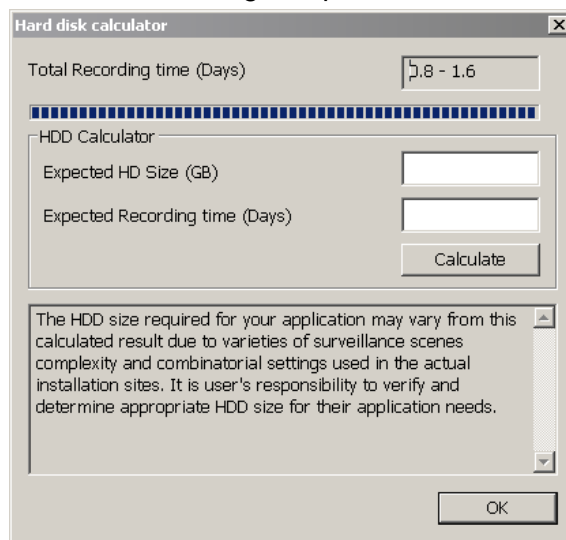 Hard disk calculator
Total Recording time (Days)
0.8 - 1.6
HDD Calculator
Expected HD Size (GB)
Expected Recording time (Days)
Calculate
The HDD size required for your application may vary from this
calculated result due to varieties of surveillance scenes
complexity and combinatorial settings used in the actual
installation sites. It is user's responsibility to verify and
determine appropriate HDD size for their application needs.
OK